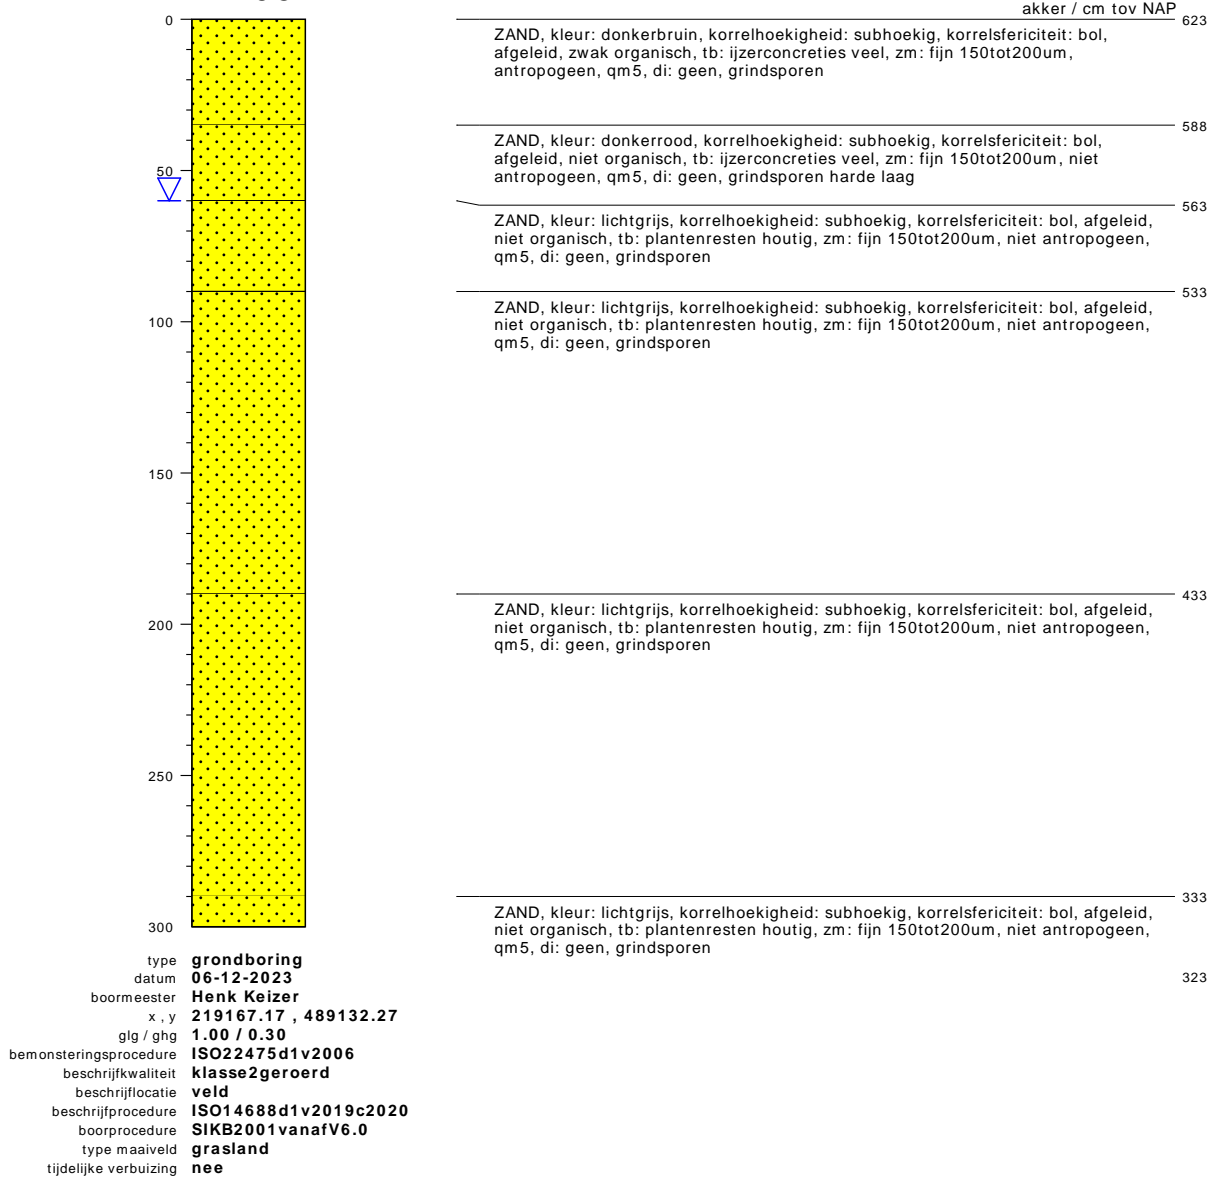 akker / cm tov NAP
0
623
ZAND, kleur: donkerbruin, korrelhoekigheid: subhoekig, korrelsfericiteit: bol,
afgeleid, zwak organisch, tb: ijzerconcreties veel, zm: fijn 150tot200um,
antropogeen, qm5, di: geen, grindsporen
588
ZAND, kleur: donkerrood, korrelhoekigheid: subhoekig, korrelsfericiteit: bol,
afgeleid, niet organisch, tb: ijzerconcreties veel, zm: fijn 150tot200um, niet
antropogeen, qm5, di: geen, grindsporen harde laag
50
563
ZAND, kleur: lichtgrijs, korrelhoekigheid: subhoekig, korrelsfericiteit: bol, afgeleid,
niet organisch, tb: plantenresten houtig, zm: fijn 150tot200um, niet antropogeen,
qm5, di: geen, grindsporen
533
ZAND, kleur: lichtgrijs, korrelhoekigheid: subhoekig, korrelsfericiteit: bol, afgeleid,
niet organisch, tb: plantenresten houtig, zm: fijn 150tot200um, niet antropogeen,
qm5, di: geen, grindsporen
100
150
433
ZAND, kleur: lichtgrijs, korrelhoekigheid: subhoekig, korrelsfericiteit: bol, afgeleid,
niet organisch, tb: plantenresten houtig, zm: fijn 150tot200um, niet antropogeen,
qm5, di: geen, grindsporen
200
250
333
ZAND, kleur: lichtgrijs, korrelhoekigheid: subhoekig, korrelsfericiteit: bol, afgeleid,
niet organisch, tb: plantenresten houtig, zm: fijn 150tot200um, niet antropogeen,
qm5, di: geen, grindsporen
300
323
type grondboring
datum 06-12-2023
boormeester Henk Keizer
x , y 219167.17 , 489132.27
glg / ghg 1.00 / 0.30
bemonsteringsprocedure ISO22475d1v2006
beschrijfkwaliteit klasse2geroerd
beschrijflocatie veld
beschrijfprocedure ISO14688d1v2019c2020
boorprocedure SIKB2001vanafV6.0
type maaiveld grasland
tijdelijke verbuizing nee